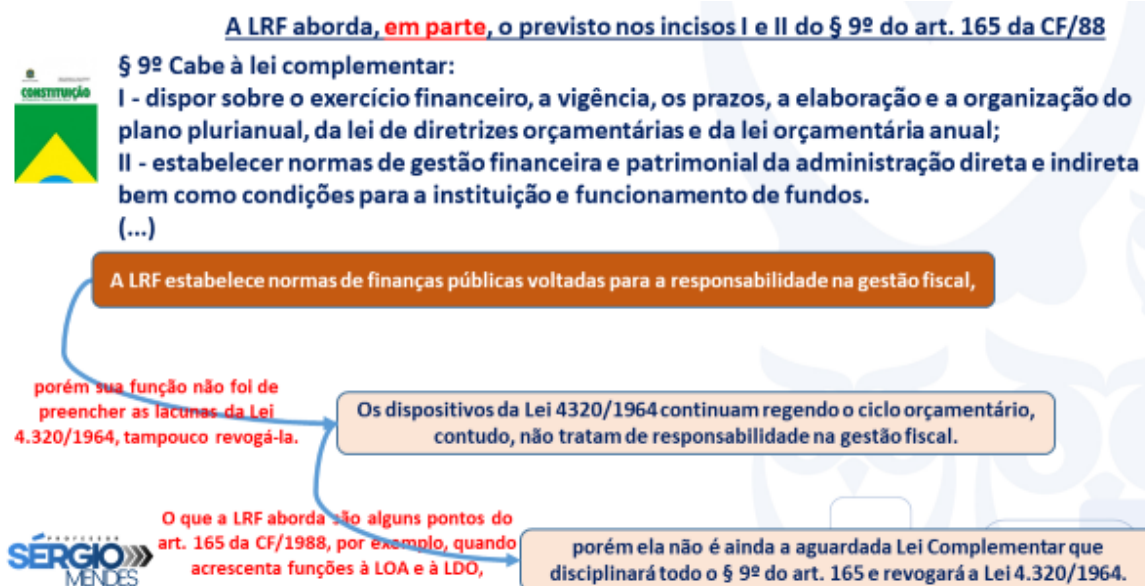 A LRF aborda, em parte, o previsto nos incisos I e II do § 9º do art. 165 da CF/88
CONSTITUIÇÃO
§ 9º Cabe à lei complementar:
I - dispor sobre o exercício financeiro, a vigência, os prazos, a elaboração e a organização do
plano plurianual, da lei de diretrizes orçamentárias e da lei orçamentária anual;
II - estabelecer normas de gestão financeira e patrimonial da administração direta e indireta
bem como condições para a instituição e funcionamento de fundos.
(...)
A LRF estabelece normas de finanças públicas voltadas para a responsabilidade na gestão fiscal,
porém sua função não foi de
preencher as lacunas da Lei
4.320/1964, tampouco revogá-la.
Os dispositivos da Lei 4320/1964 continuam regendo o ciclo orçamentário,
contudo, não tratam de responsabilidade na gestão fiscal.
O que a LRF aborda são alguns pontos do
art. 165 da CF/1988, por exemplo, quando
acrescenta funções à LOA e à LDO,
porém ela não é ainda a aguardada Lei Complementar que
disciplinará todo o § 9º do art. 165 e revogará a Lei 4.320/1964.
PROFESSOR
SÉRGIO
MENDES